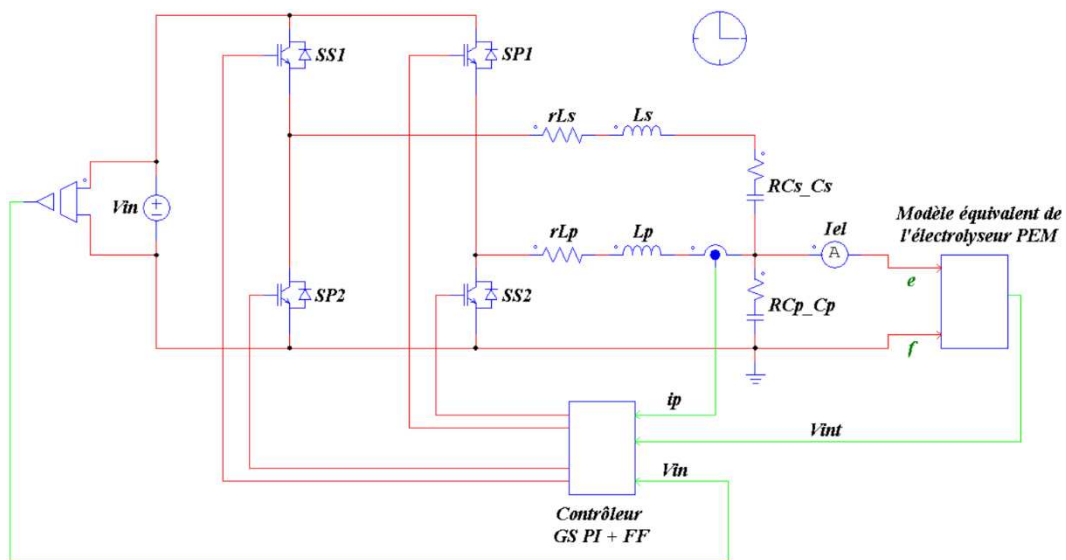 SS1
SP1
rLs
Ls
RCs_Cs
Vin
Modèle équivalent de
l'électrolyseur PEM
rLp
Lp
Iel
A
e
SP2
SS2
RCp_Cp
f
ip
Vint
Vin
Contrôleur
GS PI + FF